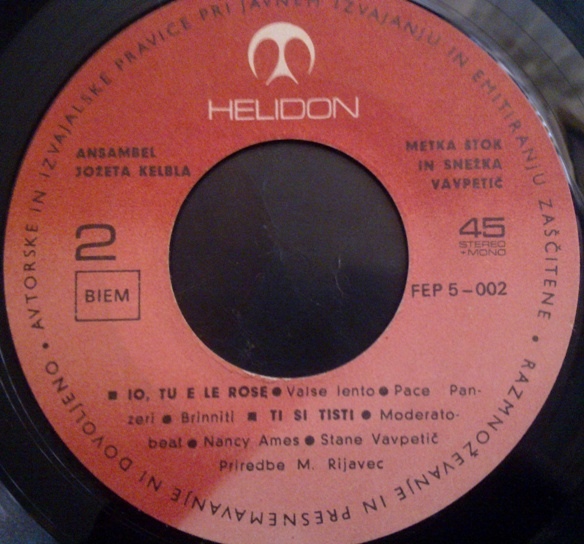 AVTORSKE IN IZVAJALSKE PRAVICE PRI JAVNEM IZVAJANJU IN EMITIRANJU ZAŠČITENE • RAZMNOŽEVANJE IN PRESNEMAVANJE NI DOVOLJENO •
HELIDON
ANSAMBEL
JOŽETA KELBLA
METKA ŠTOK
IN SNEŽKA
VAVPETIČ
2
BIEM
45
STEREO
+MONO
FEP 5-002
■ IO, TU E LE ROSE ● Valse lento ● Pace Pan-
zeri ● Brinniti ■ TI SI TISTI ● Moderato-
beat ● Nancy Ames ● Stane Vavpetič
Priredbe M. Rijavec